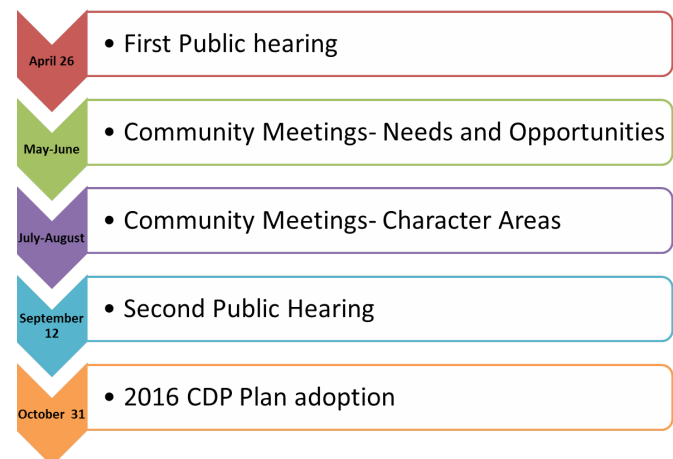 April 26
• First Public hearing
May-June
• Community Meetings- Needs and Opportunities
July-August
• Community Meetings- Character Areas
September
12
• Second Public Hearing
October 31
• 2016 CDP Plan adoption